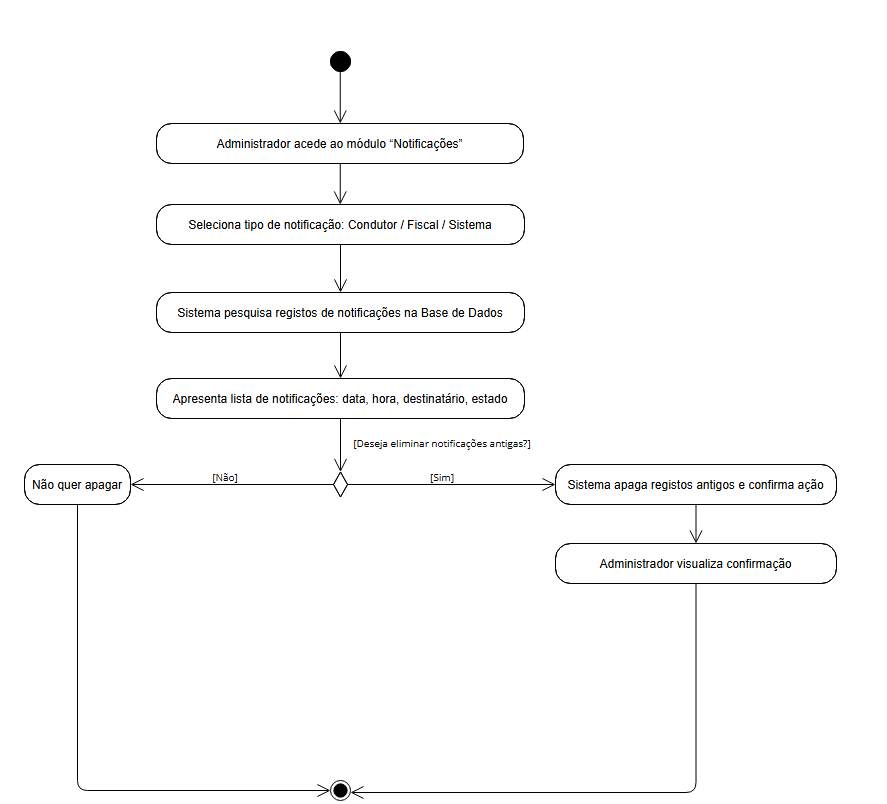 Administrador acede ao módulo “Notificações”
Seleciona tipo de notificação: Condutor / Fiscal / Sistema
Sistema pesquisa registos de notificações na Base de Dados
Apresenta lista de notificações: data, hora, destinatário, estado
[Deseja eliminar notificações antigas?]
Não quer apagar
[Não]
[Sim]
Sistema apaga registos antigos e confirma ação
Administrador visualiza confirmação